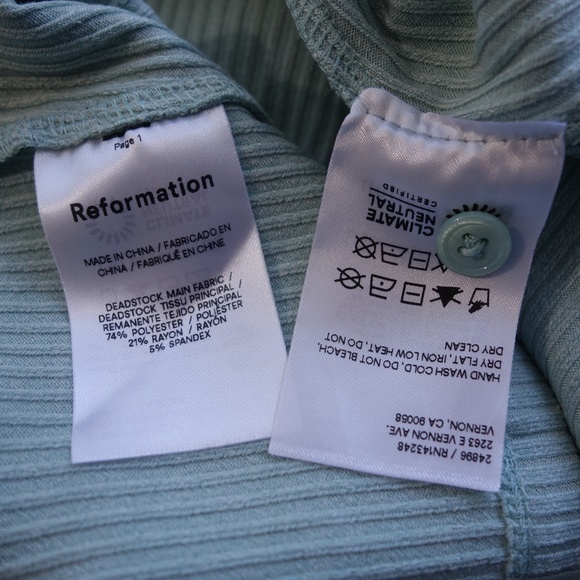 Page 1
Reformation
MADE IN CHINA / FABRICADO EN
CHINA / FABRIQUÉ EN CHINE
DEADSTOCK MAIN FABRIC /
DEADSTOCK TISSU PRINCIPAL /
REMANENTE TEJIDO PRINCIPAL /
74% POLYESTER / POLIÉSTER
21% RAYON / RAYÓN
5% SPANDEX
24896 / RN143248
2263 E VERNON AVE.
VERNON, CA 90058
HAND WASH COLD, DO NOT BLEACH,
DRY FLAT, IRON LOW HEAT, DO NOT
DRY CLEAN
CLIMATE
NEUTRAL
CERTIFIED